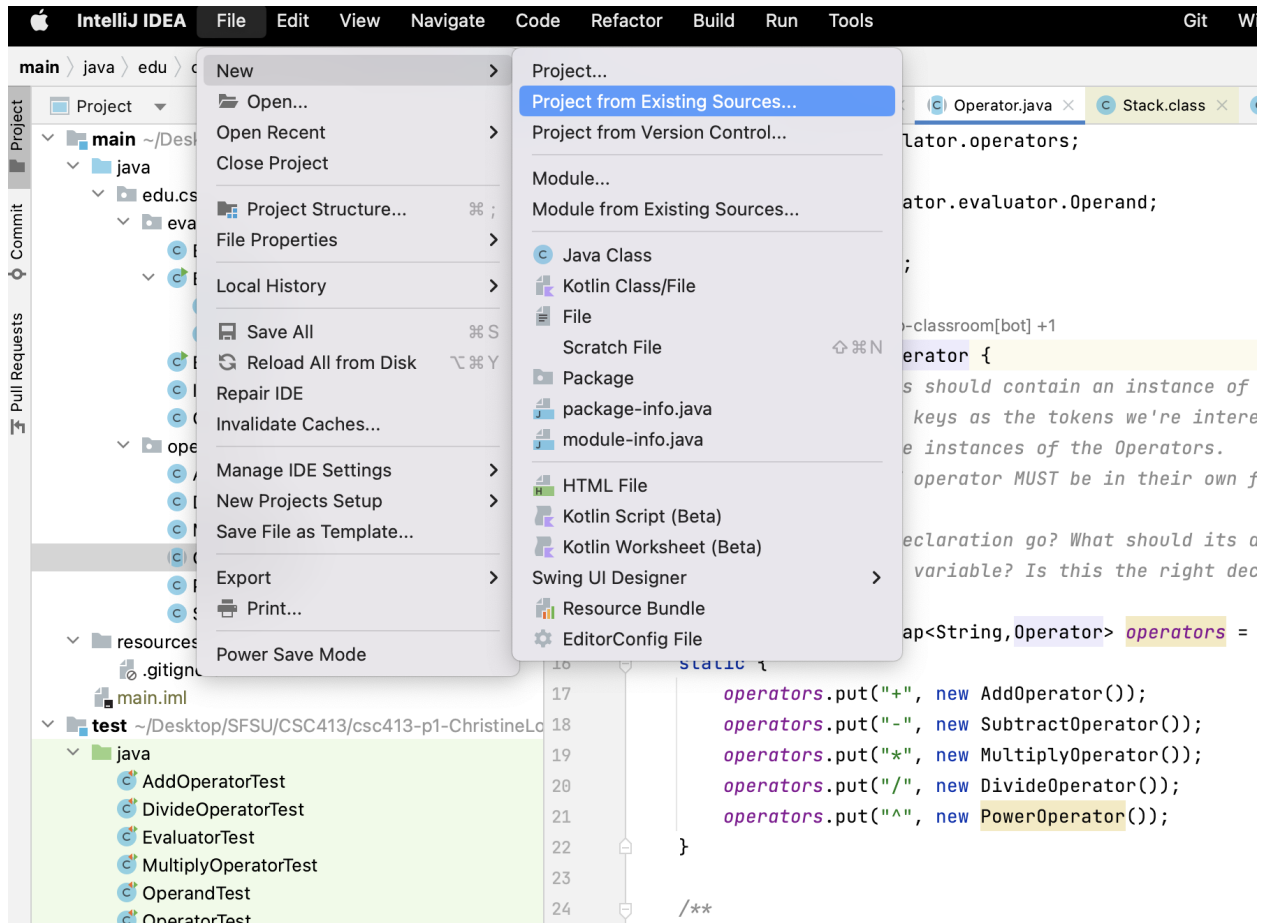 IntelliJ IDEA File Edit View Navigate Code Refactor Build Run Tools Git
main java edu
Project
Commit
Pull Requests
Project
main ~/Desk
java
edu.cs
eva
ope
resources
.gitign
main.iml
test ~/Desktop/SFSU/CSC413/csc413-p1-ChristineLo
java
AddOperatorTest
DivideOperatorTest
EvaluatorTest
MultiplyOperatorTest
OperandTest
OperatorTest
New
Open...
Open Recent
Close Project
Project Structure... ⌘ ;
File Properties
Local History
Save All ⌘ S
Reload All from Disk ⌥⌘Y
Repair IDE
Invalidate Caches...
Manage IDE Settings
New Projects Setup
Save File as Template...
Export
Print...
Power Save Mode
Project...
Project from Existing Sources...
Project from Version Control...
Module...
Module from Existing Sources...
Java Class
Kotlin Class/File
File
Scratch File ⇧⌘N
Package
package-info.java
module-info.java
HTML File
Kotlin Script (Beta)
Kotlin Worksheet (Beta)
Swing UI Designer
Resource Bundle
EditorConfig File
Operator.java Stack.class
lator.operators;
ator.evaluator.Operand;
;
-classroom[bot] +1
erator {
s should contain an instance of
keys as the tokens we're intere
e instances of the Operators.
operator MUST be in their own f
eclaration go? What should its a
variable? Is this the right dec
ap<String,Operator> operators =
16 static {
17 operators.put("+", new AddOperator());
18 operators.put("-", new SubtractOperator());
19 operators.put("*", new MultiplyOperator());
20 operators.put("/", new DivideOperator());
21 operators.put("^", new PowerOperator());
22 }
23
24 /**